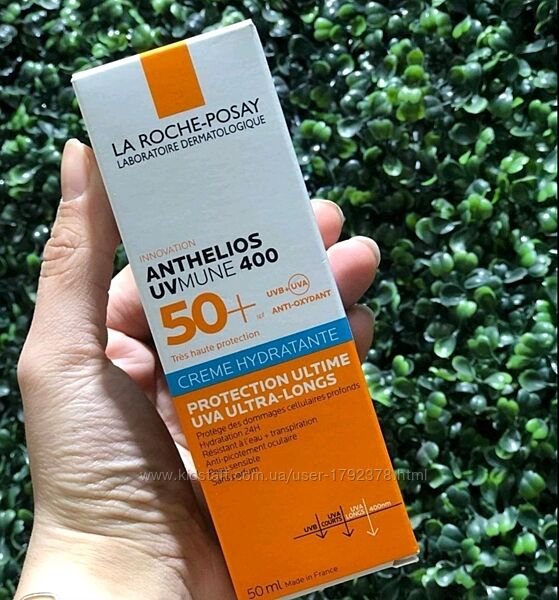 LA ROCHE-POSAY
LABORATOIRE DERMATOLOGIQUE
INNOVATION
ANTHELIOS
UVMUNE 400
50+
UVB+UVA
ANTI-OXYDANT
Très haute protection
CREME HYDRATANTE
PROTECTION ULTIME
UVA ULTRA-LONGS
Protège des dommages cellulaires profonds
Hydratation 24H
Résistant à l'eau + transpiration
Anti-picotement oculaire
Peau sensible
Sans parfum
www.kidstaff.com.ua/user-1792378.html
UVB
UVA COURTS
UVA LONGS
400nm
50 ml Made in France